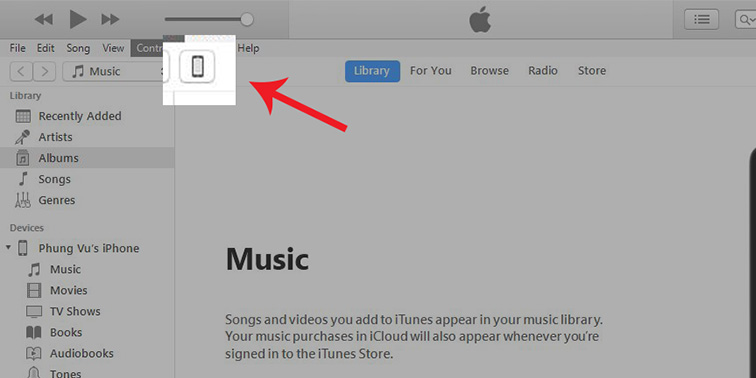 File Edit Song View Contr Help
Music
Library For You Browse Radio Store
Library
Recently Added
Artists
Albums
Songs
Genres
Devices
Phung Vu's iPhone
Music
Movies
TV Shows
Books
Audiobooks
Tones
Music
Songs and videos you add to iTunes appear in your music library.
Your music purchases in iCloud will also appear whenever you're
signed in to the iTunes Store.